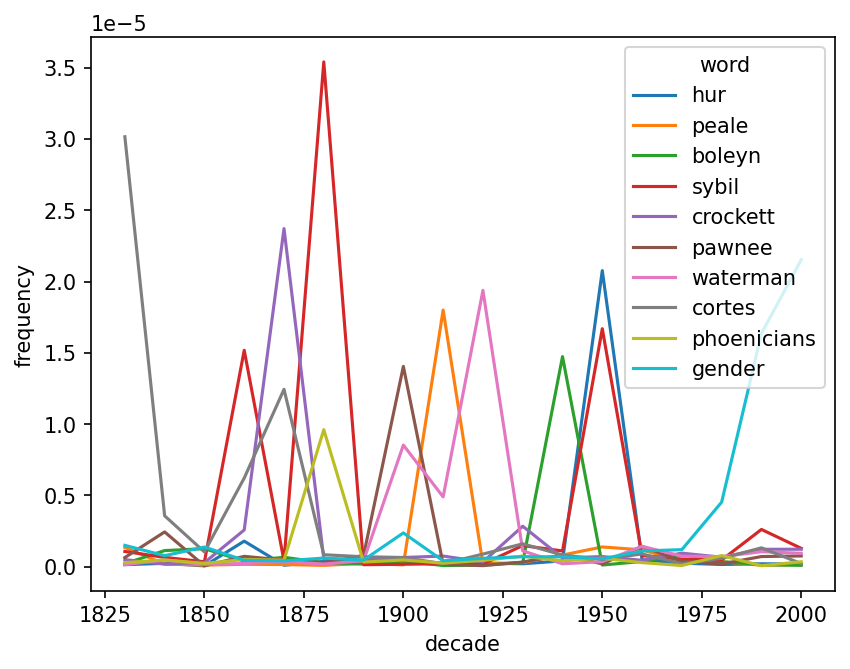 1e−5
3.5
3.0
2.5
2.0
1.5
1.0
0.5
0.0
frequency
word
hur
peale
boleyn
sybil
crockett
pawnee
waterman
cortes
phoenicians
gender
1825 1850 1875 1900 1925 1950 1975 2000
decade